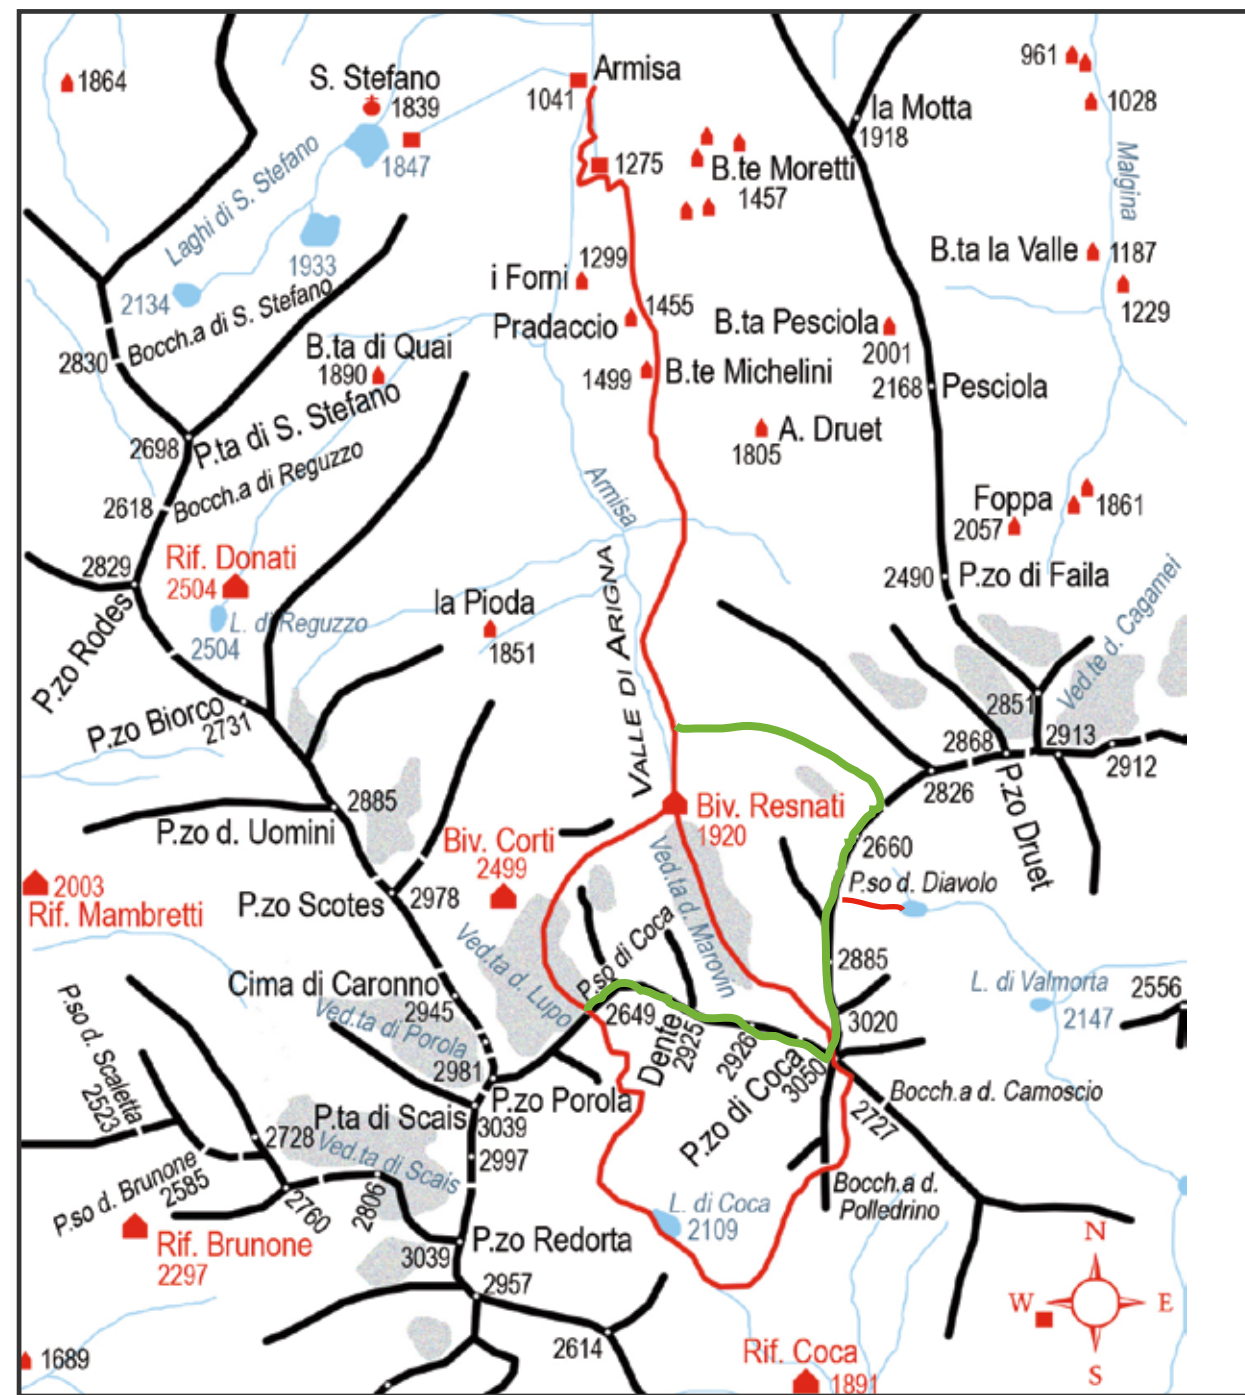 1864
S. Stefano
1839
1847
1041
Armisa
1275
B.te Moretti
1457
la Motta
1918
961
1028
Malgina
Laghi di S. Stefano
1933
2134
Bocch.a di S. Stefano
2830
i Forni
1299
Pradaccio
1455
B.te Michelini
1499
B.ta Pesciola
2001
2168
Pesciola
B.ta la Valle
1187
1229
B.ta di Quai
1890
P.ta di S. Stefano
2698
A. Druet
1805
Bocch.a di Reguzzo
2618
Armisa
Foppa
2057
1861
2829
Rif. Donati
2504
L. di Reguzzo
2504
P.zo Rodes
la Pioda
1851
VALLE DI ARIGNA
2490
P.zo di Faila
Ved.te d. Cagamei
P.zo Biorco
2731
2851
2868
2913
2912
2826
P.zo Druet
2885
P.zo d. Uomini
Biv. Corti
2499
Biv. Resnati
1920
2660
P.so d. Diavolo
2003
Rif. Mambretti
P.zo Scotes
2978
Ved.ta d. Lupo
P.so di Coca
Ved.ta d. Marovin
2885
L. di Valmorta
2147
2556
Cima di Caronno
2945
Ved.ta di Porola
P.so d. Scaletta
2523
2649
Dente
2925
2926
3020
P.zo di Coca
3050
2981
P.zo Porola
Bocch.a d. Camoscio
2727
P.ta di Scais
3039
2997
2728
Ved.ta di Scais
P.so d. Brunone
2585
2760
2806
Bocch.a d.
Polledrino
L. di Coca
2109
Rif. Brunone
2297
P.zo Redorta
3039
2957
2614
N
W
E
S
1689
Rif. Coca
1891